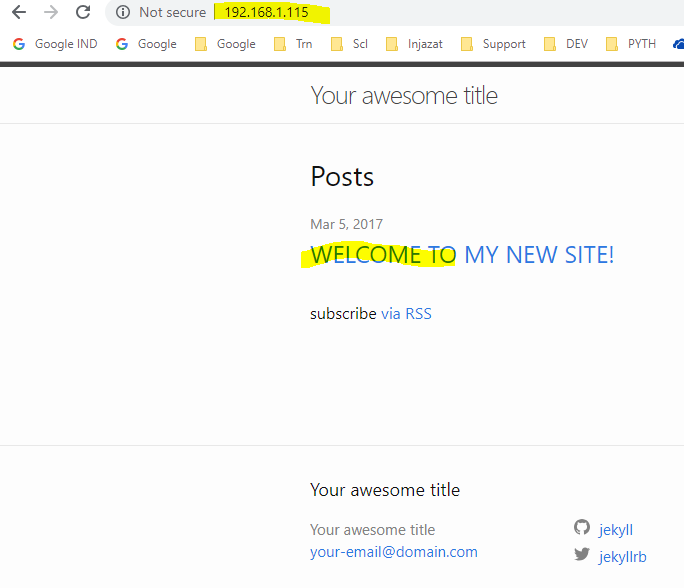 Not secure 192.168.1.115
Google IND Google Google Trn Scl Injazat Support DEV PYTH
Your awesome title
Posts
Mar 5, 2017
WELCOME TO MY NEW SITE!
subscribe via RSS
Your awesome title
Your awesome title
your-email@domain.com
jekyll
jekyllrb